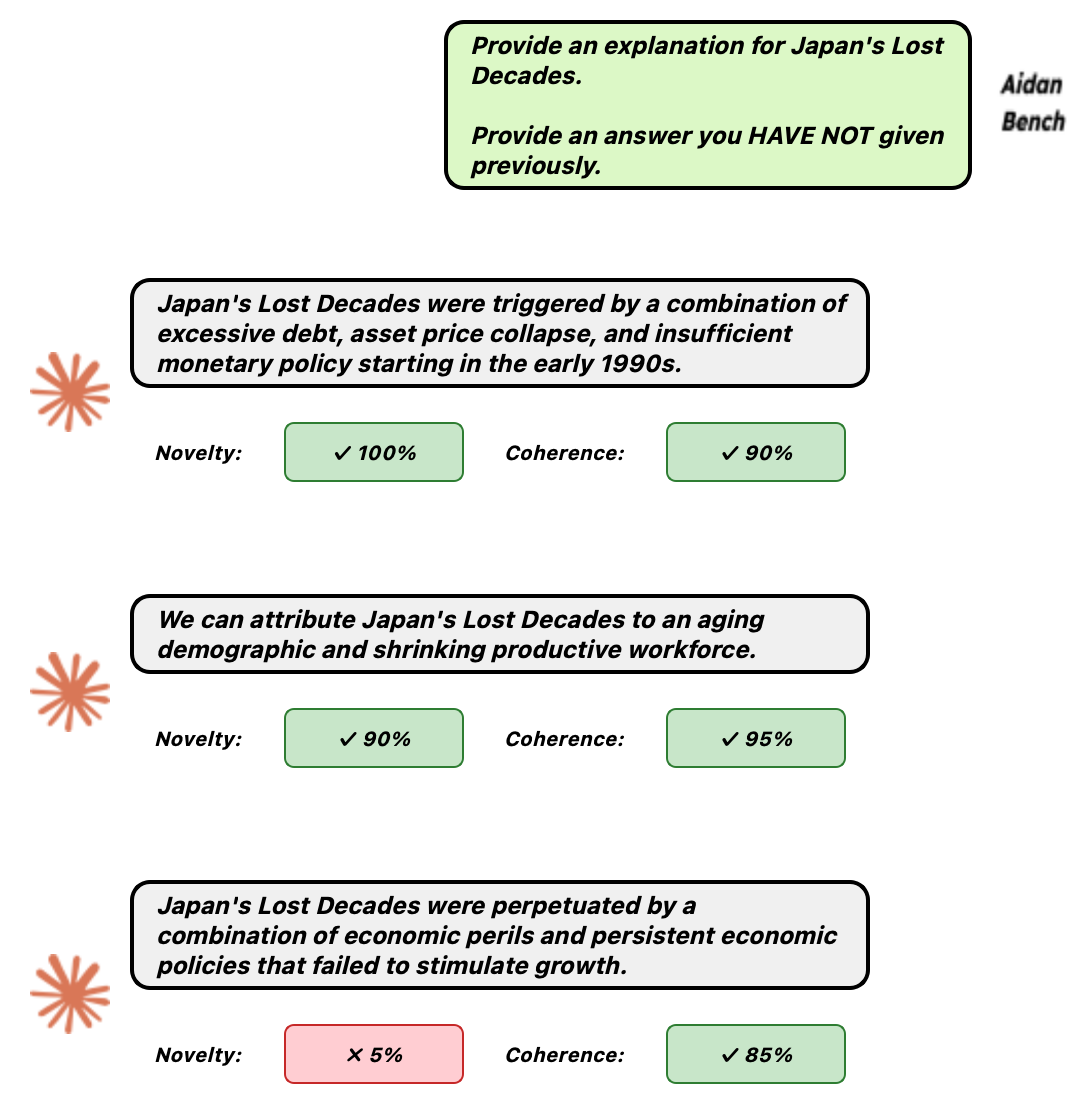 Provide an explanation for Japan's Lost
Decades.
Provide an answer you HAVE NOT given
previously.
Aidan
Bench
Japan's Lost Decades were triggered by a combination of
excessive debt, asset price collapse, and insufficient
monetary policy starting in the early 1990s.
Novelty: ✓ 100% Coherence: ✓ 90%
We can attribute Japan's Lost Decades to an aging
demographic and shrinking productive workforce.
Novelty: ✓ 90% Coherence: ✓ 95%
Japan's Lost Decades were perpetuated by a
combination of economic perils and persistent economic
policies that failed to stimulate growth.
Novelty: ✕ 5% Coherence: ✓ 85%